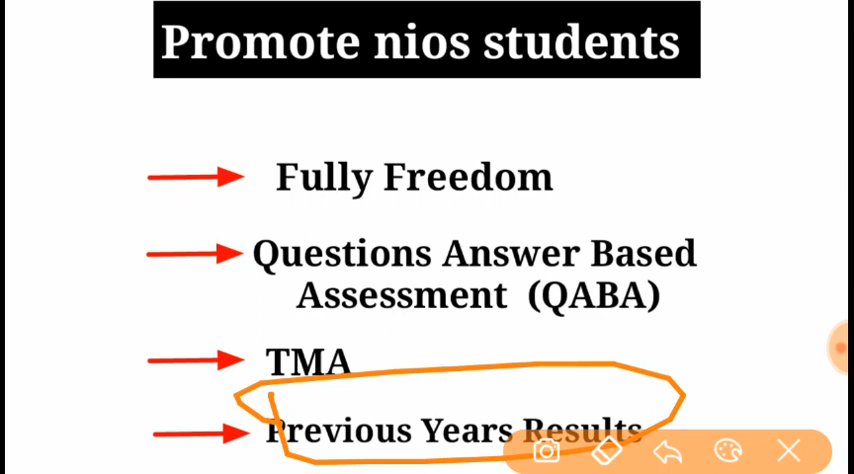 Promote nios students
Fully Freedom
Questions Answer Based
Assessment (QABA)
TMA
Previous Years Results